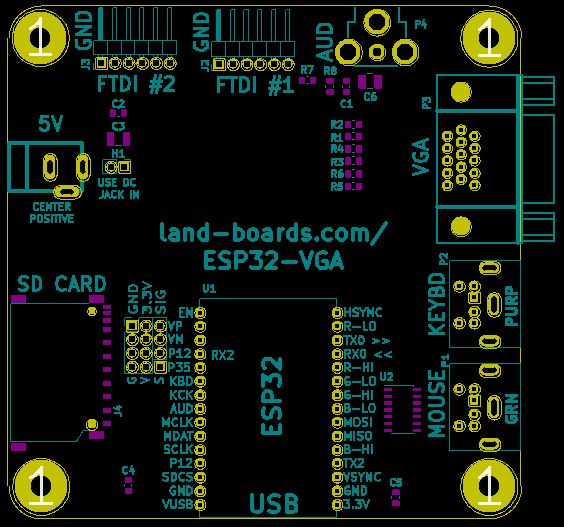 1
GND
J3
FTDI #2
GND
J2
FTDI #1
AUD
P4
1
R7
R8
C1
C6
P3
5V
C2
C3
H1
USE DC
JACK IN
CENTER
POSITIVE
R2
R1
R4
R3
R6
R5
VGA
land-boards.com/
ESP32-VGA
P2
KEYBD
PURP
SD CARD
GND
3.3V
SIG
U1
EN
VP
VN
P12
P35
KBD
KCK
AUD
MCLK
MDAT
SCLK
P12
SDCS
GND
VUSB
RX2
ESP32
USB
HSYNC
R-LO
TX0 >>
RX0 <<
R-HI
G-LO
G-HI
B-LO
MOSI
MISO
B-HI
TX2
VSYNC
GND
3.3V
G
V
S
J4
U2
P1
MOUSE
GRN
C4
C5
1
1